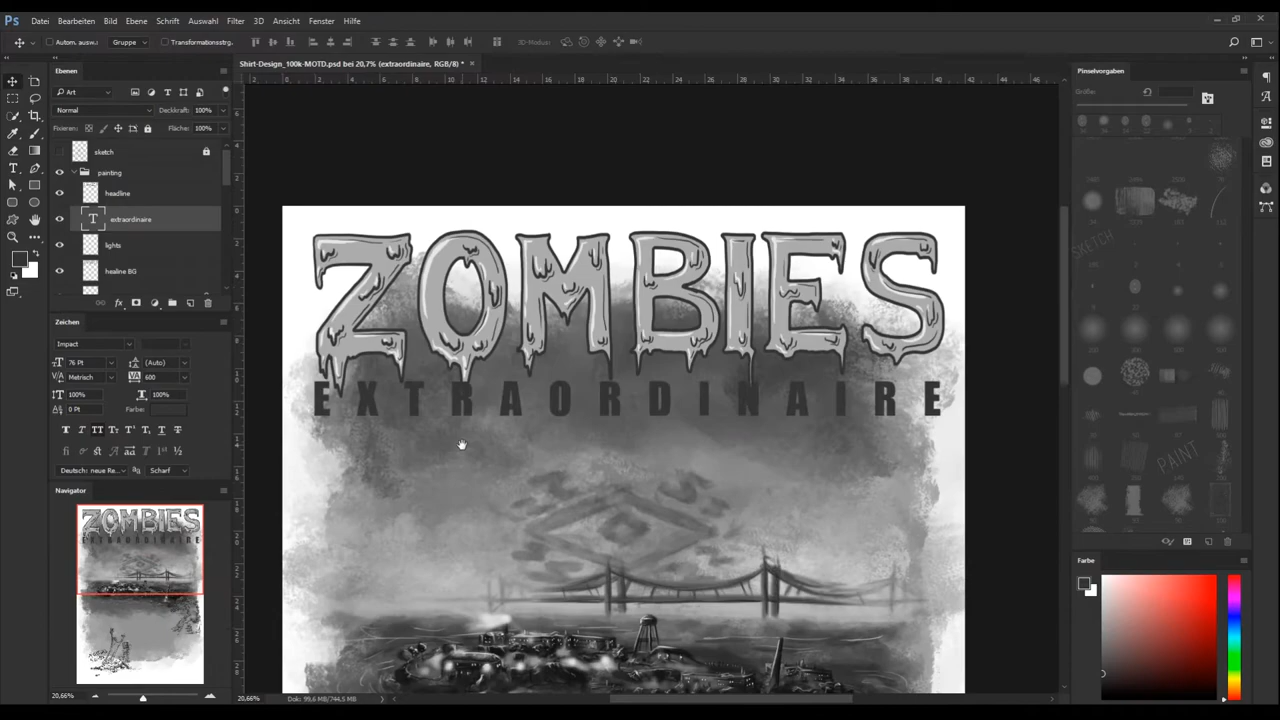 Ps Datei Bearbeiten Bild Ebene Schrift Auswahl Filter 3D Ansicht Fenster Hilfe
Autom. ausw.: Gruppe Transformationsstrg. 3D-Modus:
Shirt-Design_100k-MOTD.psd bei 20,7% (extraordinaire, RGB/8) *
Ebenen
Art
Normal Deckkraft: 100%
Fixieren: Fläche: 100%
sketch
painting
headline
extraordinaire
lights
healine BG
Zeichen
Impact
76 Pt (Auto)
Metrisch 600
100% 100%
0 Pt Farbe:
Deutsch: neue Re... Scharf
Navigator
20,66%
ZOMBIES
EXTRAORDINAIRE
20,66% Dok: 99,6 MB/744,5 MB
Pinselvorgaben
Größe:
SKETCH
PAINT
Farbe